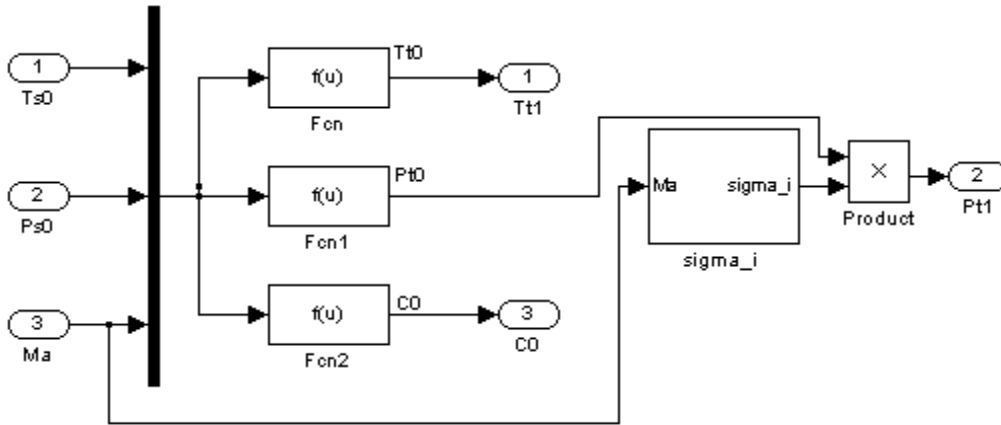 1
Ts0
2
Ps0
3
Ma
f(u)
Tt0
Fcn
1
Tt1
f(u)
Pt0
Fcn1
f(u)
C0
Fcn2
3
C0
Ma
sigma_i
sigma_i
×
Product
2
Pt1